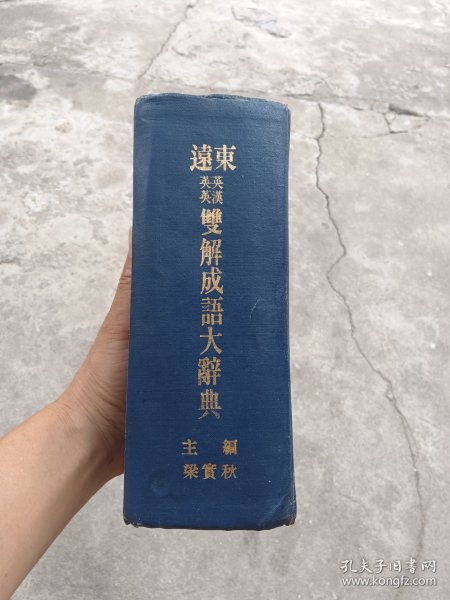 遠東
英英
英漢
雙解成語大辭典
主編
梁實秋
孔夫子旧书网
www.kongfz.com